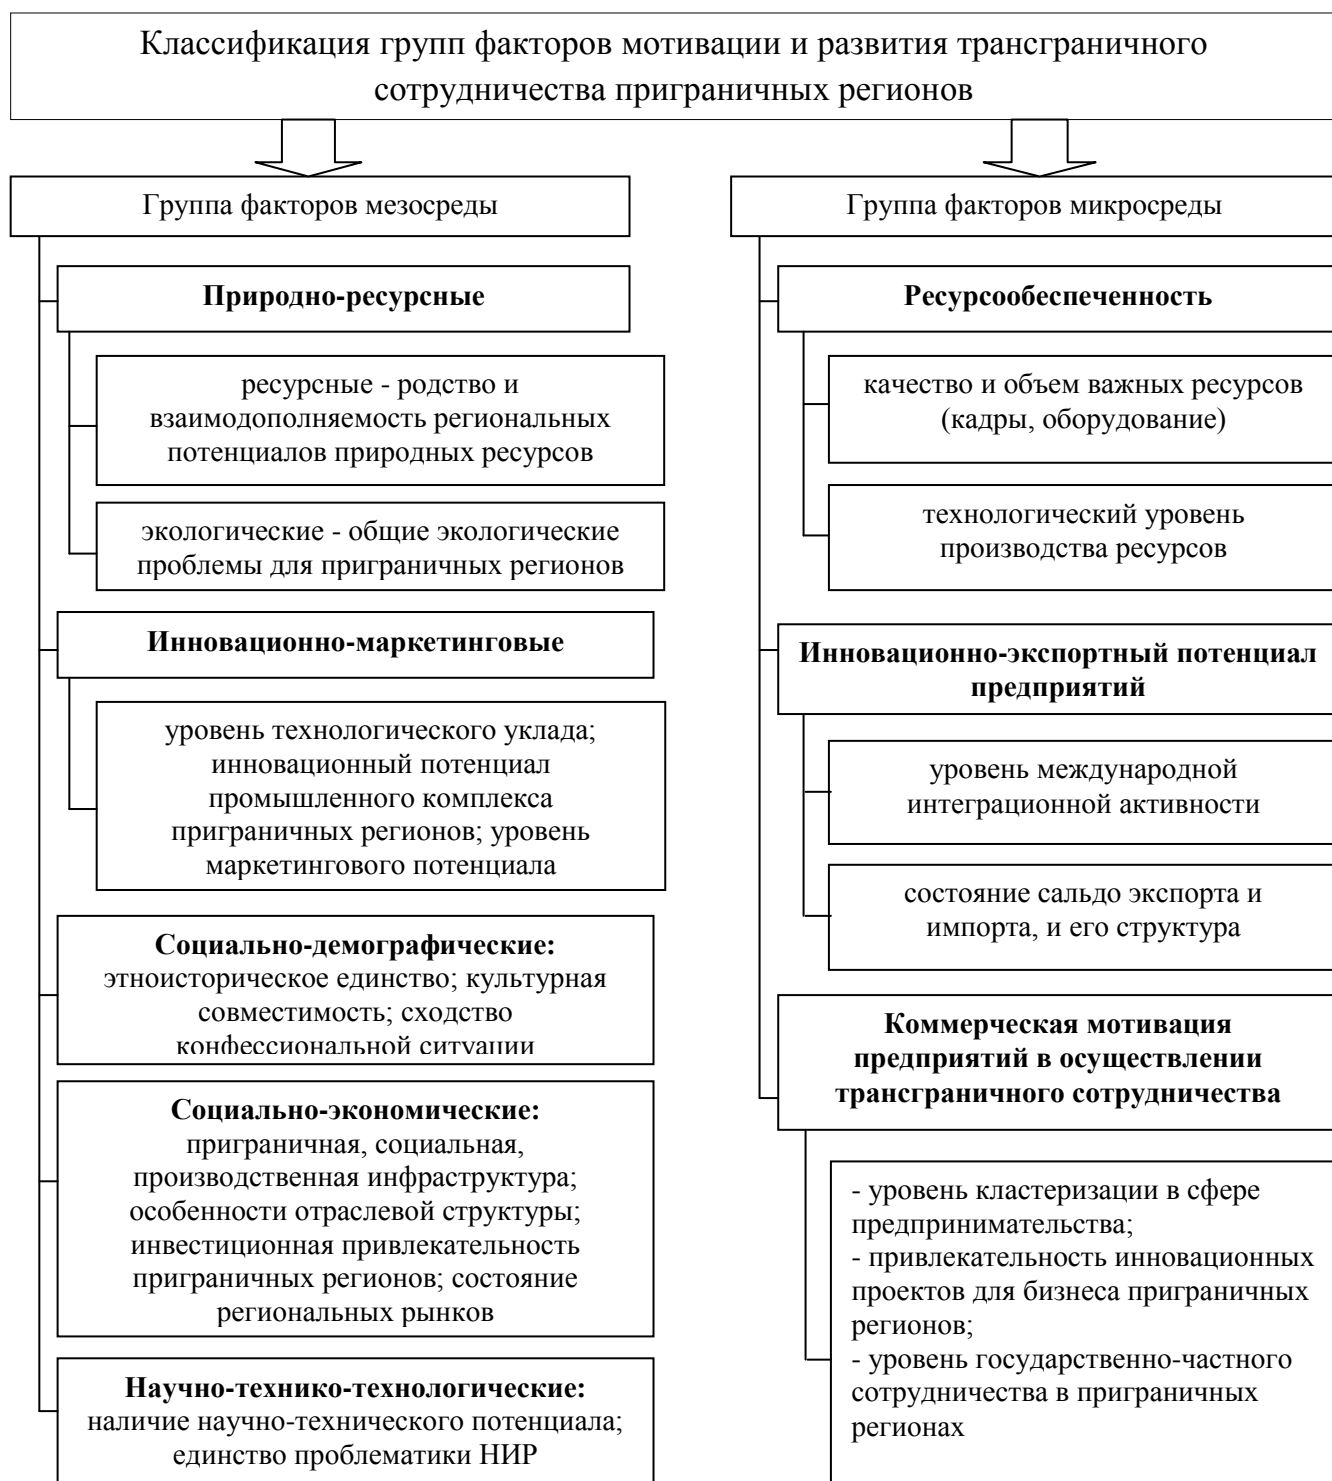 Классификация групп факторов мотивации и развития трансграничного
сотрудничества приграничных регионов
Группа факторов мезосреды
Природно-ресурсные
ресурсные - родство и
взаимодополняемость региональных
потенциалов природных ресурсов
экологические - общие экологические
проблемы для приграничных регионов
Инновационно-маркетинговые
уровень технологического уклада;
инновационный потенциал
промышленного комплекса
приграничных регионов; уровень
маркетингового потенциала
Социально-демографические:
этноисторическое единство; культурная
совместимость; сходство
конфессиональной ситуации
Социально-экономические:
приграничная, социальная,
производственная инфраструктура;
особенности отраслевой структуры;
инвестиционная привлекательность
приграничных регионов; состояние
региональных рынков
Научно-технико-технологические:
наличие научно-технического потенциала;
единство проблематики НИР
Группа факторов микросреды
Ресурсообеспеченность
качество и объем важных ресурсов
(кадры, оборудование)
технологический уровень
производства ресурсов
Инновационно-экспортный потенциал
предприятий
уровень международной
интеграционной активности
состояние сальдо экспорта и
импорта, и его структура
Коммерческая мотивация
предприятий в осуществлении
трансграничного сотрудничества
- уровень кластеризации в сфере
предпринимательства;
- привлекательность инновационных
проектов для бизнеса приграничных
регионов;
- уровень государственно-частного
сотрудничества в приграничных
регионах